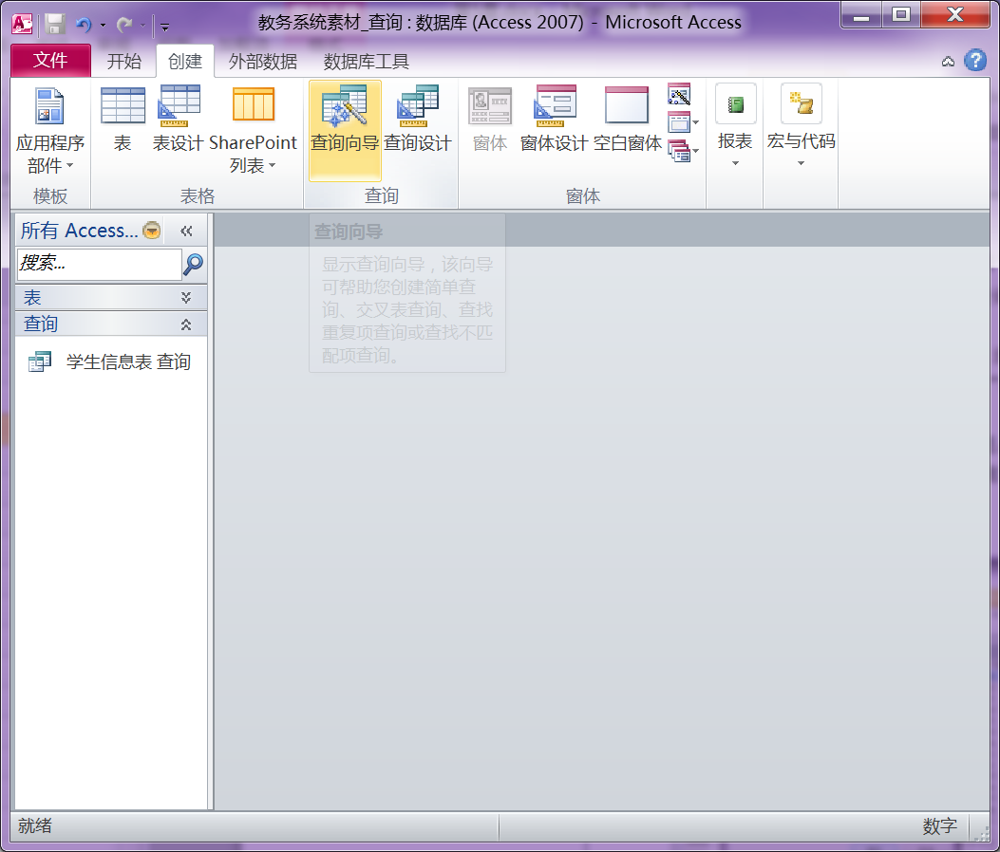 教务系统素材_查询 : 数据库 (Access 2007) - Microsoft Access
文件 开始 创建 外部数据 数据库工具
应用程序
部件
表
表设计
SharePoint
列表
查询向导
查询设计
窗体
窗体设计
空白窗体
报表
宏与代码
模板
表格
查询
窗体
所有 Access...
搜索...
表
查询
学生信息表 查询
查询向导
显示查询向导，该向导
可帮助您创建简单查
询、交叉表查询、查找
重复项查询或查找不匹
配项查询。
就绪
数字